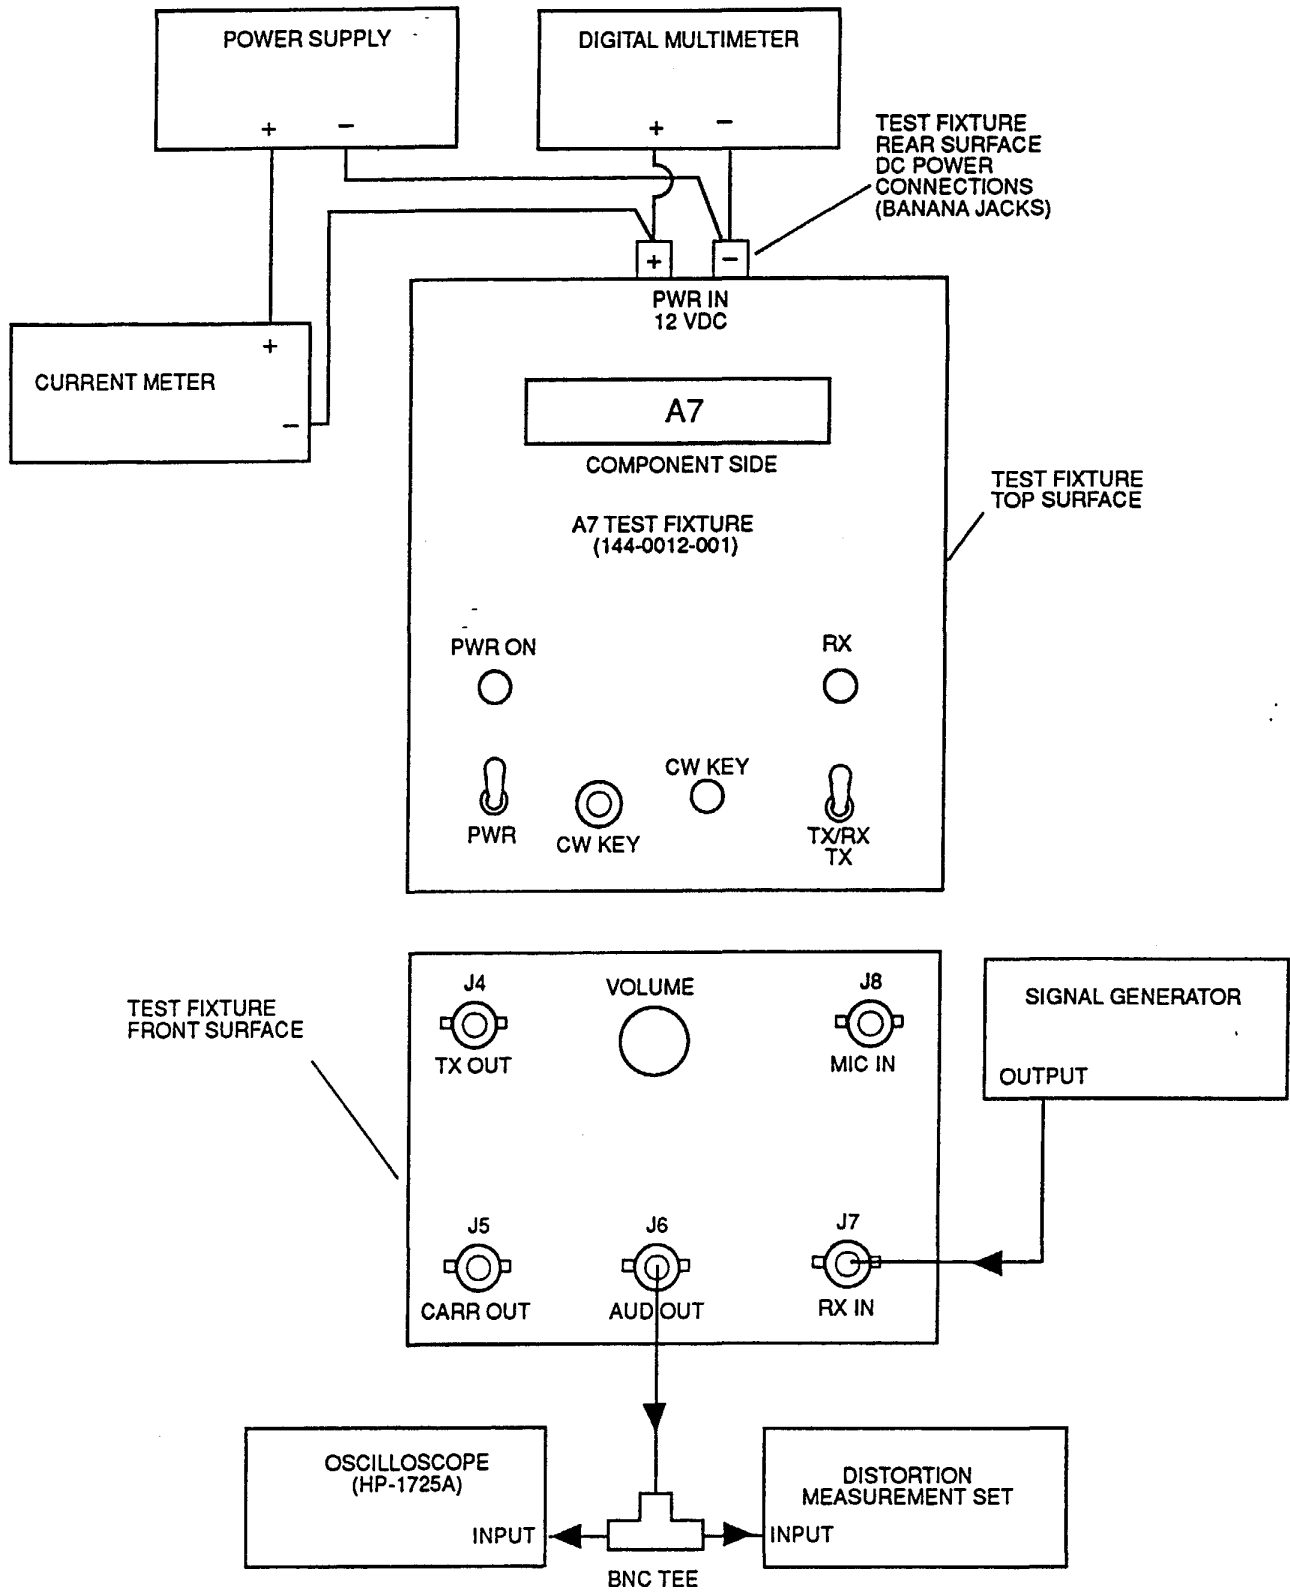 POWER SUPPLY
+ −
DIGITAL MULTIMETER
+ −
TEST FIXTURE
REAR SURFACE
DC POWER
CONNECTIONS
(BANANA JACKS)
+ −
PWR IN
12 VDC
+
CURRENT METER
−
A7
COMPONENT SIDE
TEST FIXTURE
TOP SURFACE
A7 TEST FIXTURE
(144-0012-001)
PWR ON
RX
CW KEY
PWR
CW KEY
TX/RX
TX
J4
VOLUME
J8
TEST FIXTURE
FRONT SURFACE
TX OUT
MIC IN
SIGNAL GENERATOR
OUTPUT
J5
J6
J7
CARR OUT
AUD OUT
RX IN
OSCILLOSCOPE
(HP-1725A)
INPUT
DISTORTION
MEASUREMENT SET
INPUT
BNC TEE